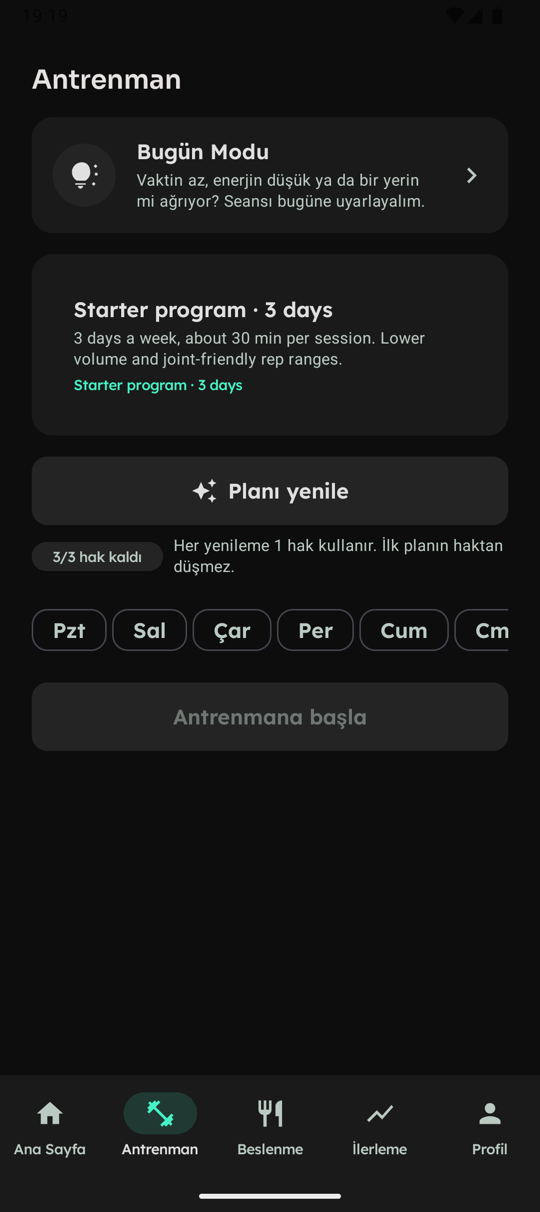 19:19
Antrenman
Bugün Modu
Vaktin az, enerjin düşük ya da bir yerin
mi ağrıyor? Seansı bugüne uyarlayalım.
Starter program · 3 days
3 days a week, about 30 min per session. Lower
volume and joint-friendly rep ranges.
Starter program · 3 days
Planı yenile
3/3 hak kaldı
Her yenileme 1 hak kullanır. İlk planın haktan
düşmez.
Pzt Sal Çar Per Cum Cm
Antrenmana başla
Ana Sayfa Antrenman Beslenme İlerleme Profil